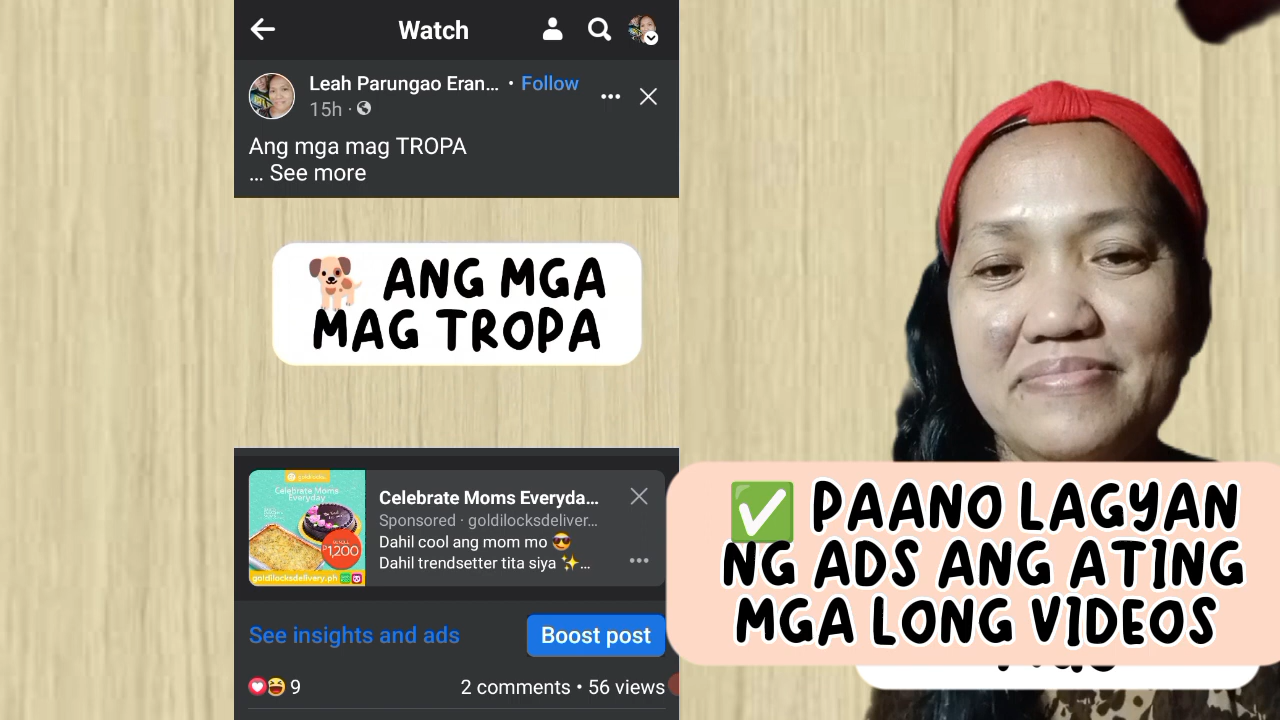 Watch
Leah Parungao Eran... · Follow
15h ·
Ang mga mag TROPA
... See more
🐕 ANG MGA
MAG TROPA
Celebrate Moms
Everyday
₱1,200
goldilocksdelivery.ph
Celebrate Moms Everyda...
Sponsored · goldilocksdeliver...
Dahil cool ang mom mo 😎
Dahil trendsetter tita siya ✨...
See insights and ads
Boost post
9
2 comments • 56 views
✅ PAANO LAGYAN
NG ADS ANG ATING
MGA LONG VIDEOS